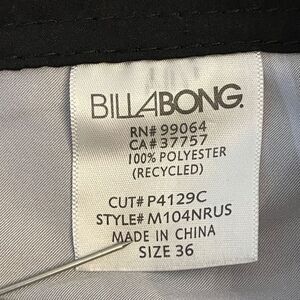 BILLABONG.
RN# 99064
CA# 37757
100% POLYESTER
(RECYCLED)
CUT# P4129C
STYLE# M104NRUS
MADE IN CHINA
SIZE 36